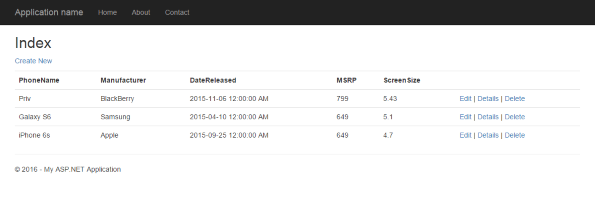 Application name Home About Contact
Index
Create New
PhoneName Manufacturer DateReleased MSRP ScreenSize
Priv BlackBerry 2015-11-06 12:00:00 AM 799 5.43 Edit | Details | Delete
Galaxy S6 Samsung 2015-04-10 12:00:00 AM 649 5.1 Edit | Details | Delete
iPhone 6s Apple 2015-09-25 12:00:00 AM 649 4.7 Edit | Details | Delete
© 2016 - My ASP.NET Application